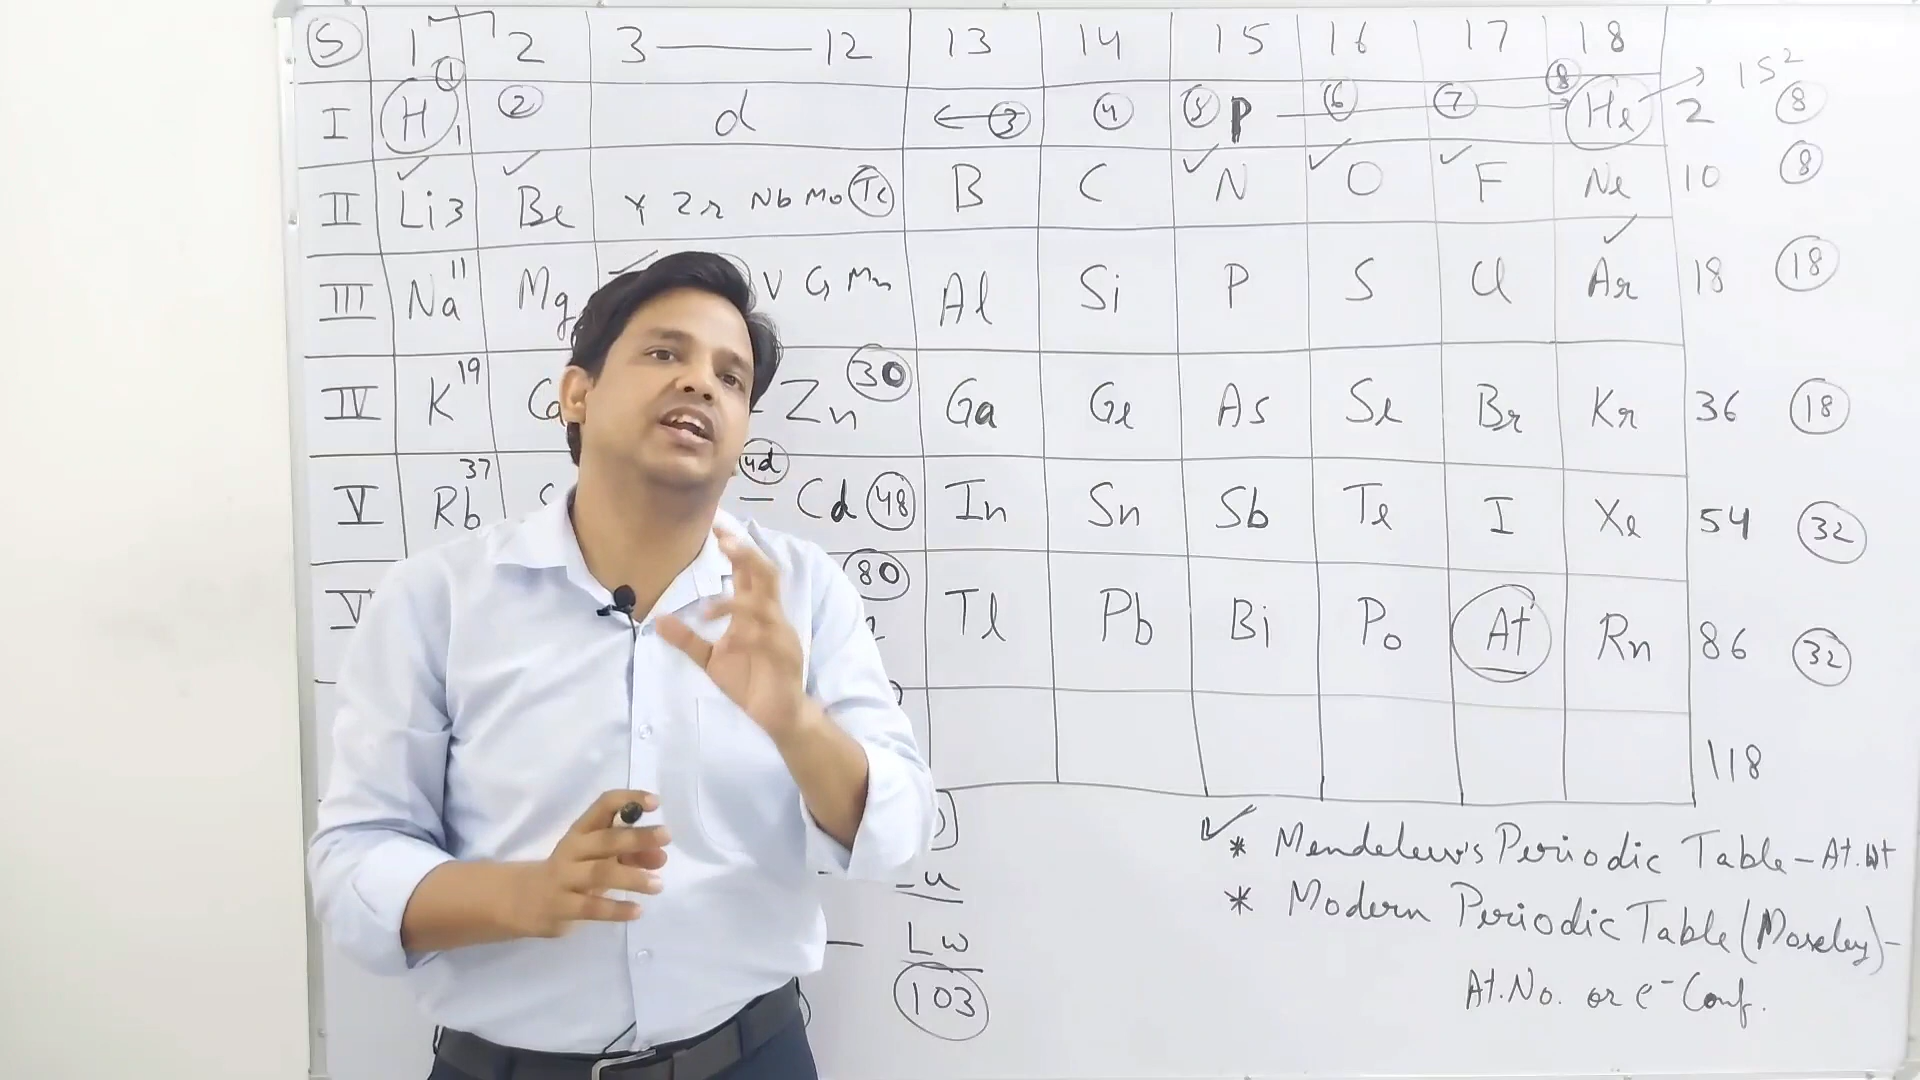 S 1 2 3 — 12 13 14 15 16 17 18
1S²
I H 1 ① ② d ← ③ ④ ⑤ P → ⑥ ⑦ ⑧ He 2 ⑧
II Li 3 Be Y Zr Nb Mo Tc B C N O F Ne 10 ⑧
III Na 11 Mg V Cr Mn Al Si P S Cl Ar 18 18
IV K 19 Ca - Zn 30 Ga Ge As Se Br Kr 36 18
V Rb 37 4d - Cd 48 In Sn Sb Te I Xe 54 32
80 Tl Pb Bi Po At Rn 86 32
118
* Mendeleev's Periodic Table - At. Wt
* Modern Periodic Table (Moseley) -
At. No. or e⁻ Conf.
- Lw
103